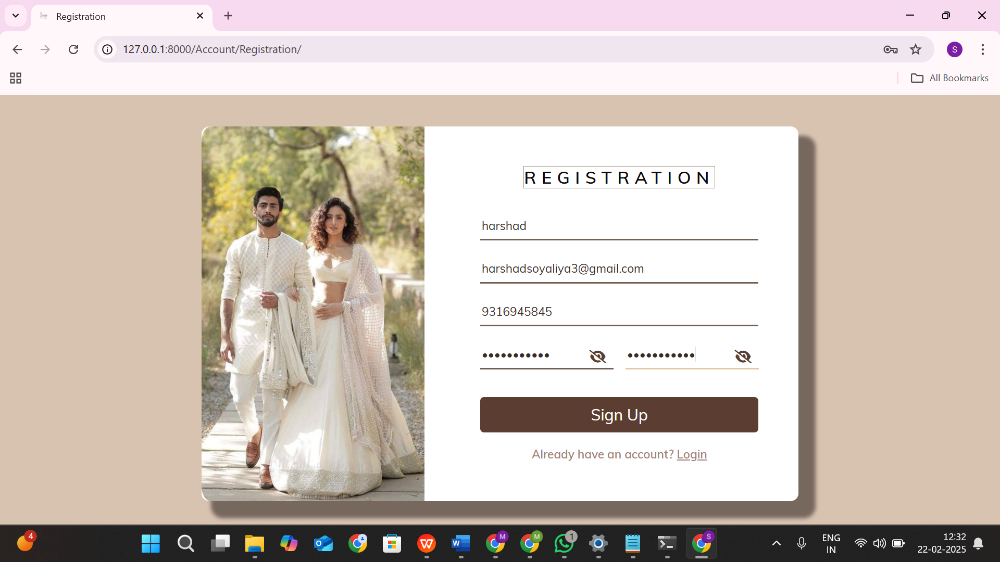 Registration
127.0.0.1:8000/Account/Registration/
S
All Bookmarks
REGISTRATION
harshad
harshadsoyaliya3@gmail.com
9316945845
Sign Up
Already have an account? Login
4
M
M
1
S
ENG
IN
12:32
22-02-2025